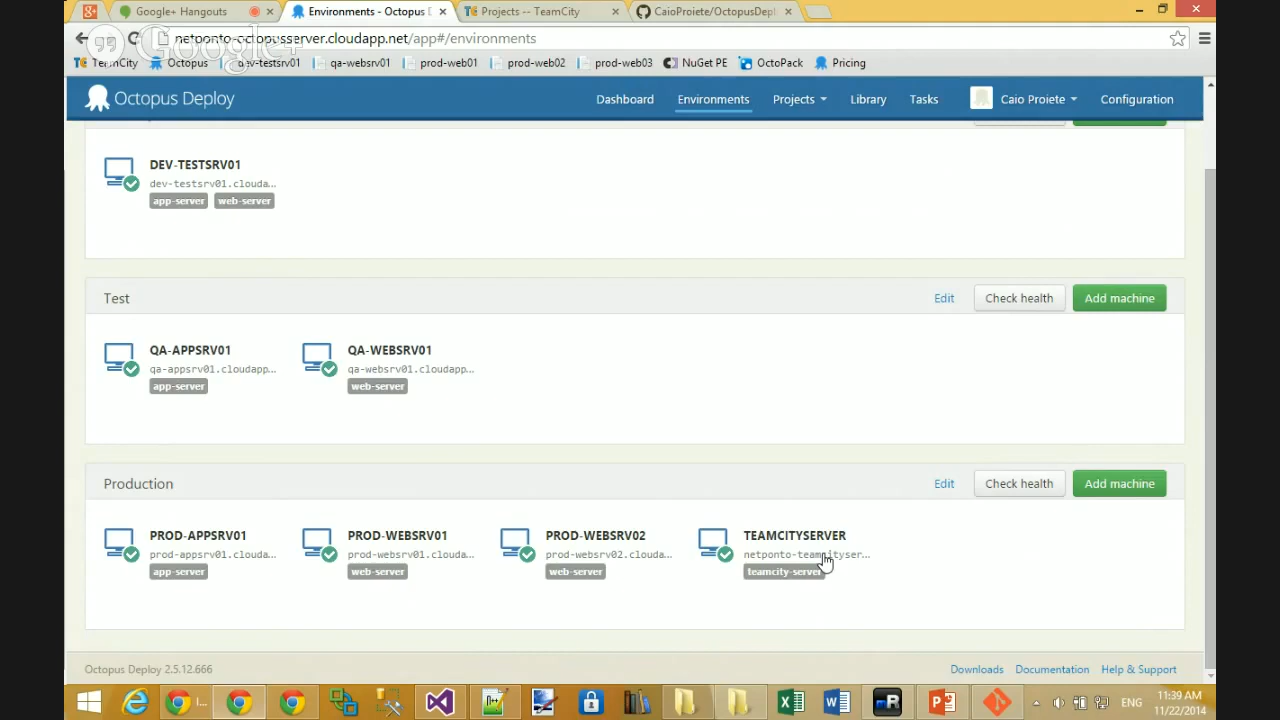 Google+ Hangouts
Environments - Octopus D
Projects -- TeamCity
CaioProiete/OctopusDepl
Google+
netponto-octopusserver.cloudapp.net/app#/environments
TeamCity
Octopus
dev-testsrv01
qa-websrv01
prod-web01
prod-web02
prod-web03
NuGet PE
OctoPack
Pricing
Octopus Deploy
Dashboard
Environments
Projects
Library
Tasks
Caio Proiete
Configuration
DEV-TESTSRV01
dev-testsrv01.clouda...
app-server web-server
Test
Edit
Check health
Add machine
QA-APPSRV01
qa-appsrv01.cloudapp...
app-server
QA-WEBSRV01
qa-websrv01.cloudapp...
web-server
Production
Edit
Check health
Add machine
PROD-APPSRV01
prod-appsrv01.clouda...
app-server
PROD-WEBSRV01
prod-websrv01.clouda...
web-server
PROD-WEBSRV02
prod-websrv02.clouda...
web-server
TEAMCITYSERVER
netponto-teamcityser...
teamcity-server
Octopus Deploy 2.5.12.666
Downloads
Documentation
Help & Support
ENG
11:39 AM
11/22/2014